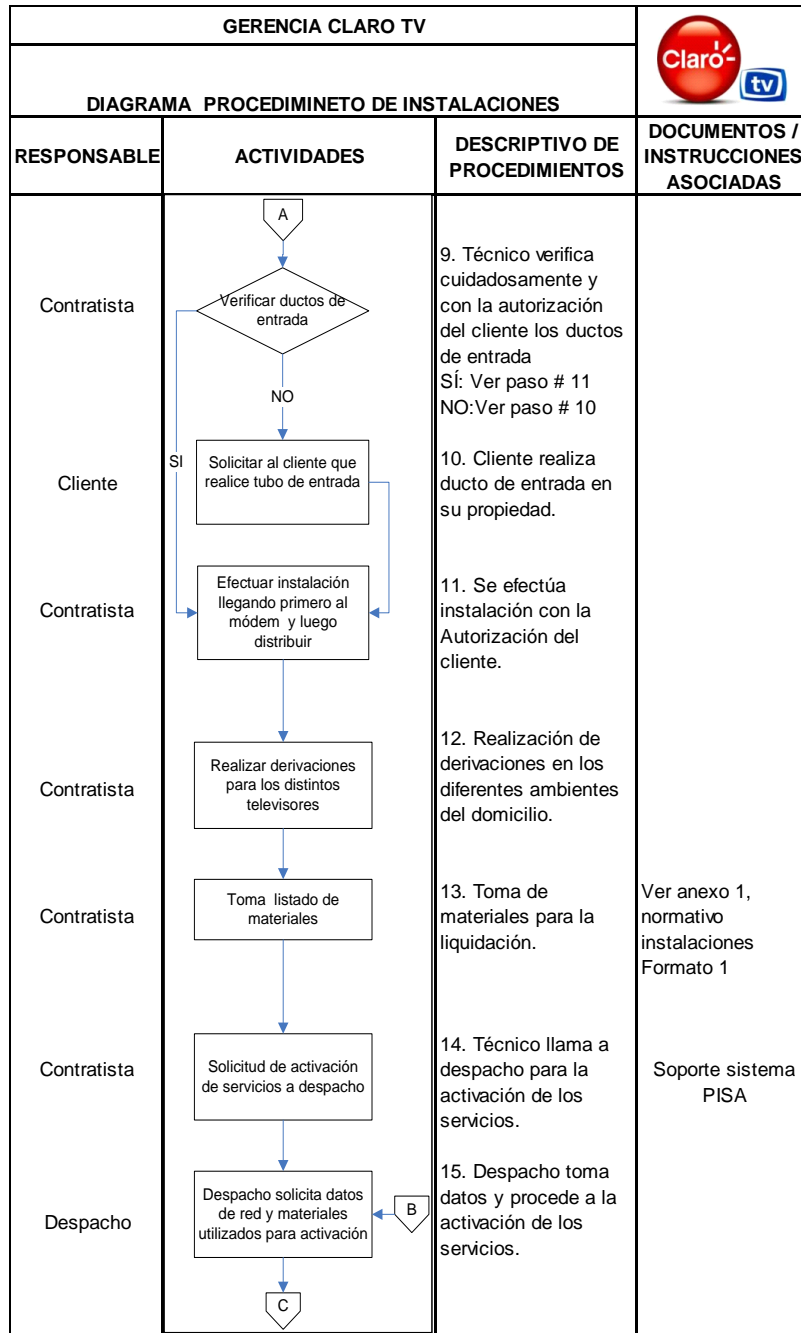 GERENCIA CLARO TV
Claro-
tv
DIAGRAMA PROCEDIMINETO DE INSTALACIONES
RESPONSABLE
ACTIVIDADES
DESCRIPTIVO DE
PROCEDIMIENTOS
DOCUMENTOS /
INSTRUCCIONES
ASOCIADAS
A
Contratista
Verificar ductos de
entrada
9. Técnico verifica
cuidadosamente y
con la autorización
del cliente los ductos
de entrada
SÍ: Ver paso # 11
NO:Ver paso # 10
NO
SI
Cliente
Solicitar al cliente que
realice tubo de entrada
10. Cliente realiza
ducto de entrada en
su propiedad.
Contratista
Efectuar instalación
llegando primero al
módem y luego
distribuir
11. Se efectúa
instalación con la
Autorización del
cliente.
Contratista
Realizar derivaciones
para los distintos
televisores
12. Realización de
derivaciones en los
diferentes ambientes
del domicilio.
Contratista
Toma listado de
materiales
13. Toma de
materiales para la
liquidación.
Ver anexo 1,
normativo
instalaciones
Formato 1
Contratista
Solicitud de activación
de servicios a despacho
14. Técnico llama a
despacho para la
activación de los
servicios.
Soporte sistema
PISA
Despacho
Despacho solicita datos
de red y materiales
utilizados para activación
B
15. Despacho toma
datos y procede a la
activación de los
servicios.
C